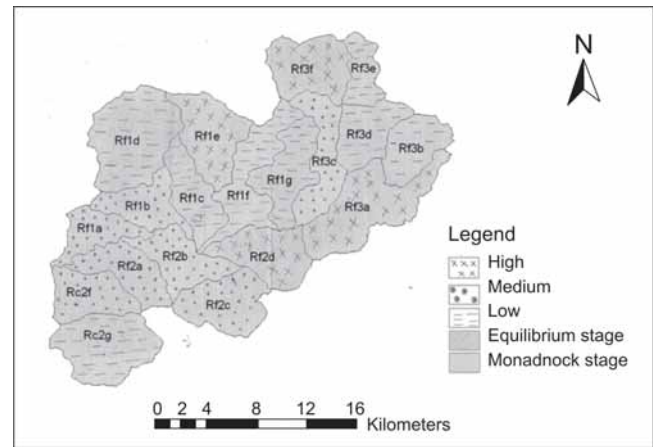 N
Rf3f
Rf3e
Rf1d
Rf1e
Rf3d
Rf3b
Rf3c
Rf1g
Rf1b
Rf1c
Rf1f
Rf3a
Rf1a
Rf2b
Rf2d
Rf2a
Rc2f
Rf2c
Rc2g
Legend
High
Medium
Low
Equilibrium stage
Monadnock stage
0 2 4 8 12 16
Kilometers